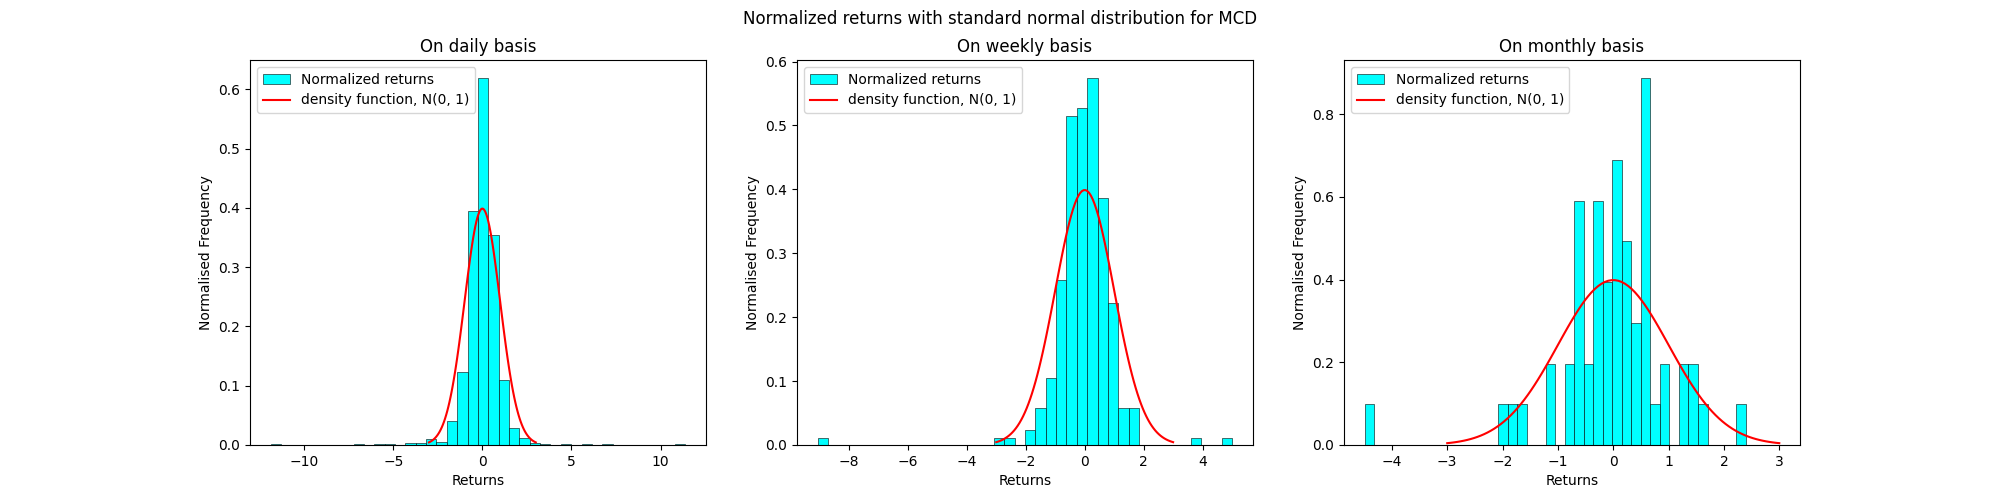 Normalized returns with standard normal distribution for MCD
On daily basis
Normalized returns
density function, N(0, 1)
Normalised Frequency
0.6
0.5
0.4
0.3
0.2
0.1
0.0
−10 −5 0 5 10
Returns
On weekly basis
Normalized returns
density function, N(0, 1)
Normalised Frequency
0.6
0.5
0.4
0.3
0.2
0.1
0.0
−8 −6 −4 −2 0 2 4
Returns
On monthly basis
Normalized returns
density function, N(0, 1)
Normalised Frequency
0.8
0.6
0.4
0.2
0.0
−4 −3 −2 −1 0 1 2 3
Returns